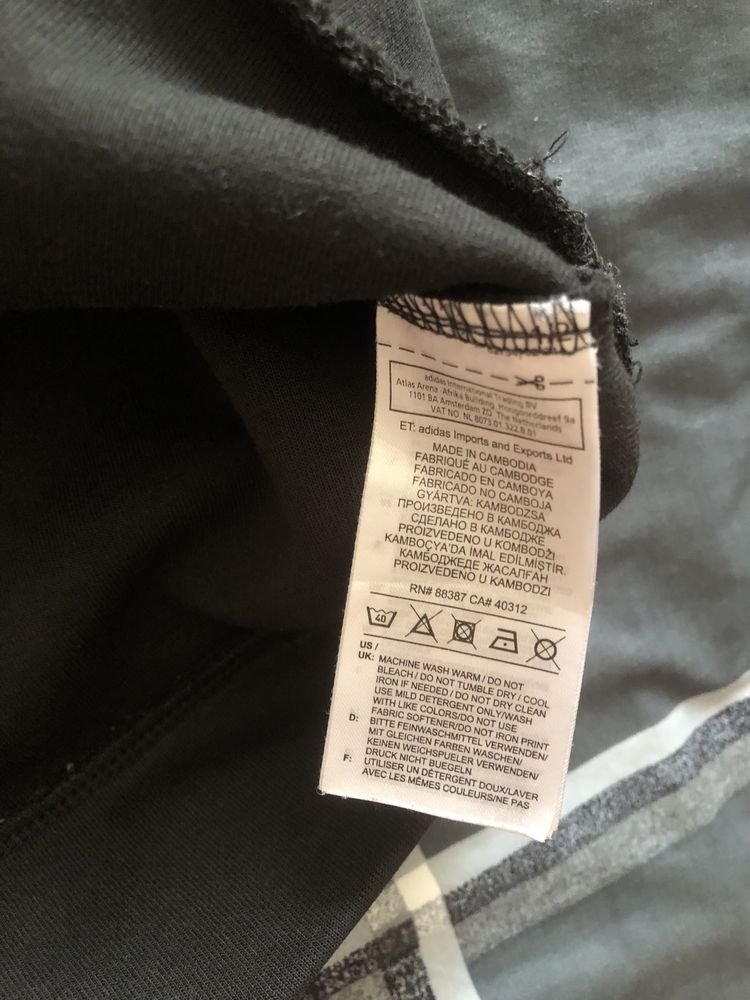 adidas International Trading BV
Atlas Arena Afrika Building Hoogoorddreef 9a
1101 BA Amsterdam ZO The Netherlands
VAT NO. NL 8073.01.322.B.01
ET: adidas Imports and Exports Ltd
MADE IN CAMBODIA
FABRIQUÉ AU CAMBODGE
FABRICADO EN CAMBOYA
FABRICADO NO CAMBOJA
GYÁRTVA: KAMBODZSA
ПРОИЗВЕДЕНО В КАМБОДЖА
СДЕЛАНО В КАМБОДЖЕ
PROIZVEDENO U KOMBODŽI
KAMBOÇYA'DA İMAL EDİLMİŞTİR.
КАМБОДЖЕДЕ ЖАСАЛҒАН
PROIZVEDENO U KAMBODZI
RN# 88387 CA# 40312
40
US /
UK: MACHINE WASH WARM / DO NOT
BLEACH / DO NOT TUMBLE DRY / COOL
IRON IF NEEDED / DO NOT DRY CLEAN
USE MILD DETERGENT ONLY/WASH
WITH LIKE COLORS/DO NOT USE
FABRIC SOFTENER/DO NOT IRON PRINT
D: BITTE FEINWASCHMITTEL VERWENDEN/
MIT GLEICHEN FARBEN WASCHEN/
KEINEN WEICHSPUELER VERWENDEN/
DRUCK NICHT BUEGELN
F: UTILISER UN DÉTERGENT DOUX/LAVER
AVEC LES MÊMES COULEURS/NE PAS